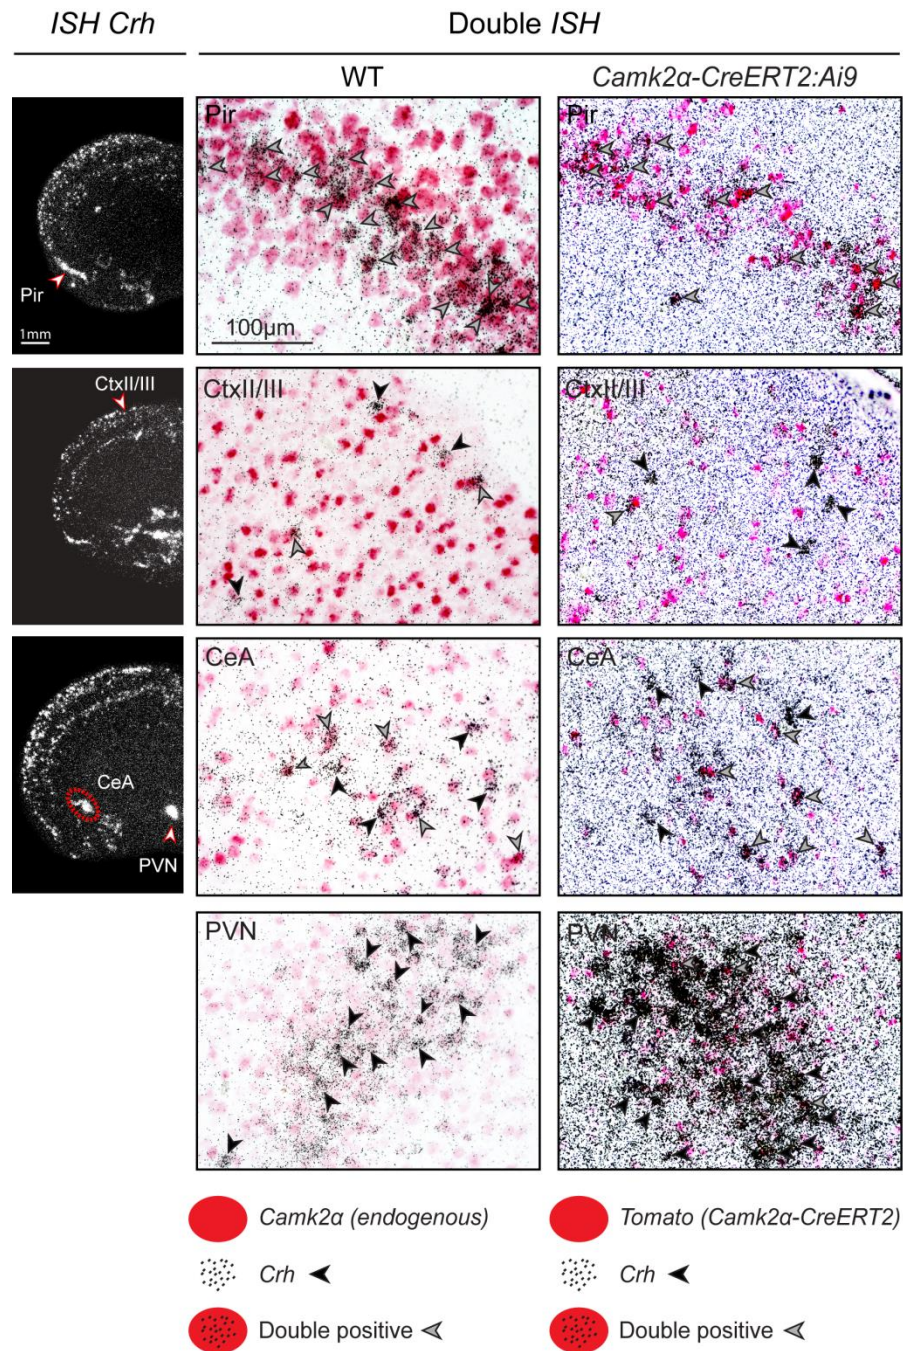 ISH Crh
Double ISH
WT
Camk2α-CreERT2:Ai9
Pir
1mm
Pir
100μm
Pir
CtxII/III
CtxII/III
CtxII/III
CeA
PVN
CeA
CeA
PVN
PVN
Camk2α (endogenous)
Tomato (Camk2α-CreERT2)
Crh
Crh
Double positive
Double positive